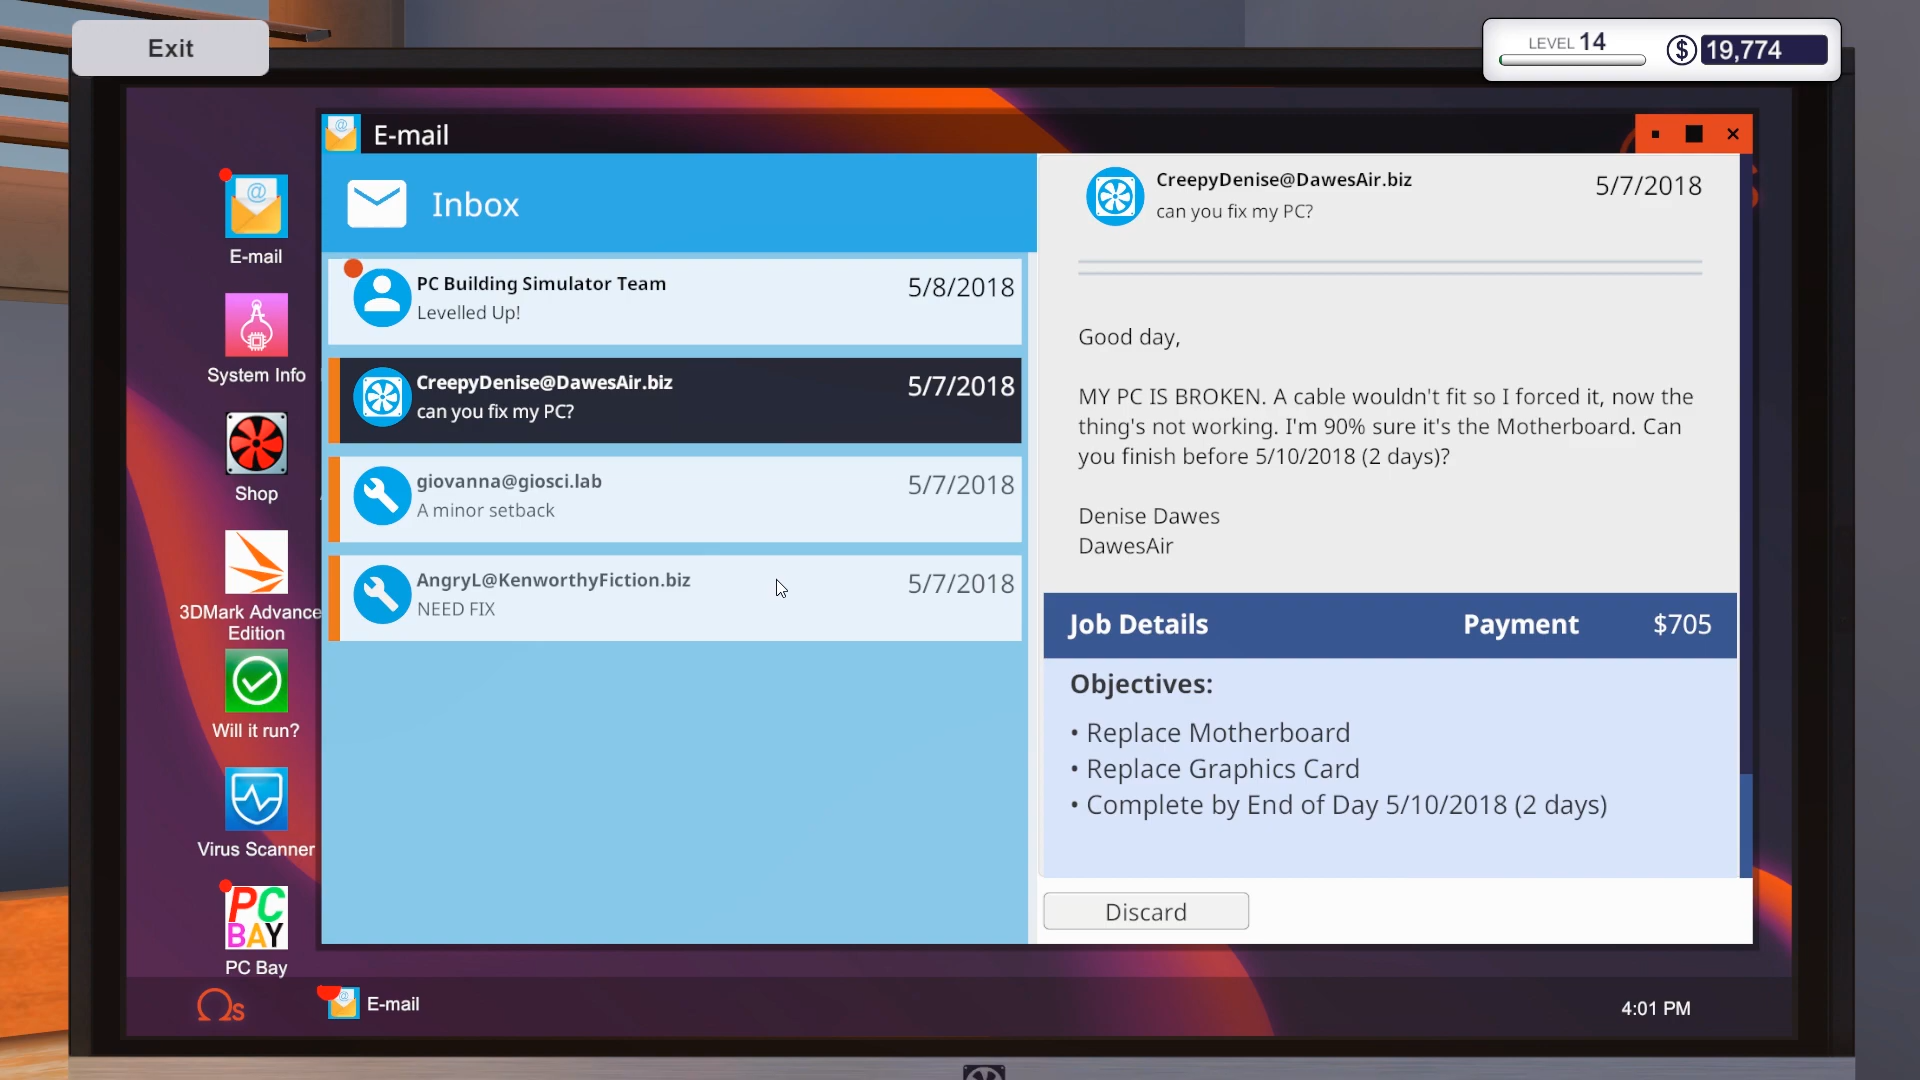 Exit
LEVEL 14
$ 19,774
E-mail
Inbox
PC Building Simulator Team
5/8/2018
Levelled Up!
CreepyDenise@DawesAir.biz
5/7/2018
can you fix my PC?
giovanna@giosci.lab
5/7/2018
A minor setback
AngryL@KenworthyFiction.biz
5/7/2018
NEED FIX
CreepyDenise@DawesAir.biz
5/7/2018
can you fix my PC?
Good day,
MY PC IS BROKEN. A cable wouldn't fit so I forced it, now the
thing's not working. I'm 90% sure it's the Motherboard. Can
you finish before 5/10/2018 (2 days)?
Denise Dawes
DawesAir
Job Details
Payment
$705
Objectives:
• Replace Motherboard
• Replace Graphics Card
• Complete by End of Day 5/10/2018 (2 days)
Discard
E-mail
System Info
Shop
3DMark Advance
Edition
Will it run?
Virus Scanner
PC
BAY
PC Bay
Ωs
E-mail
4:01 PM